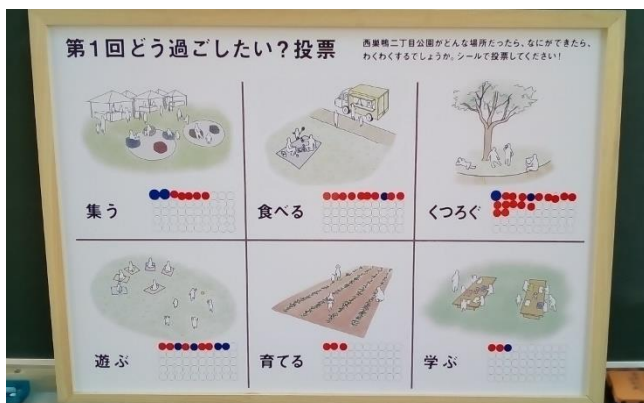 第1回どう過ごしたい？投票
西巣鴨二丁目公園がどんな場所だったら、なにができたら、
わくわくするでしょうか。シールで投票してください！
集う
食べる
くつろぐ
遊ぶ
育てる
学ぶ